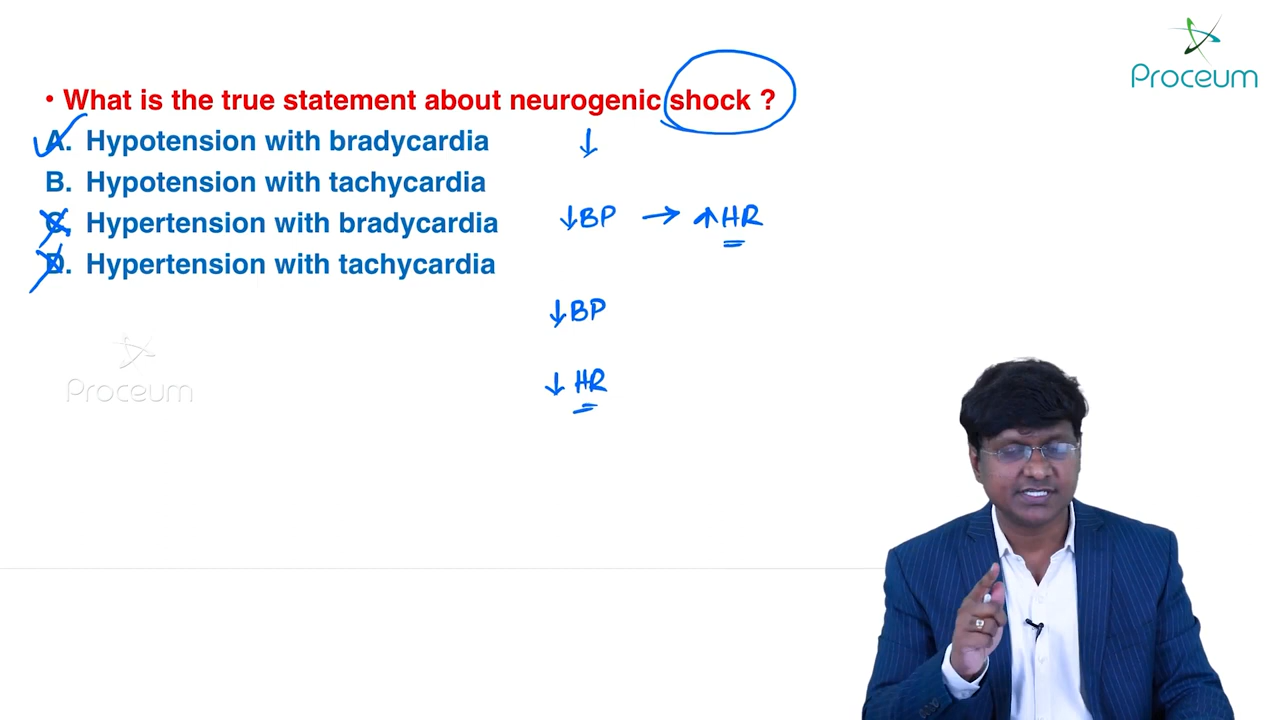 Proceum
• What is the true statement about neurogenic shock ?
A. Hypotension with bradycardia
↓
B. Hypotension with tachycardia
C. Hypertension with bradycardia
↓BP → ↑HR
D. Hypertension with tachycardia
↓BP
↓HR
Proceum